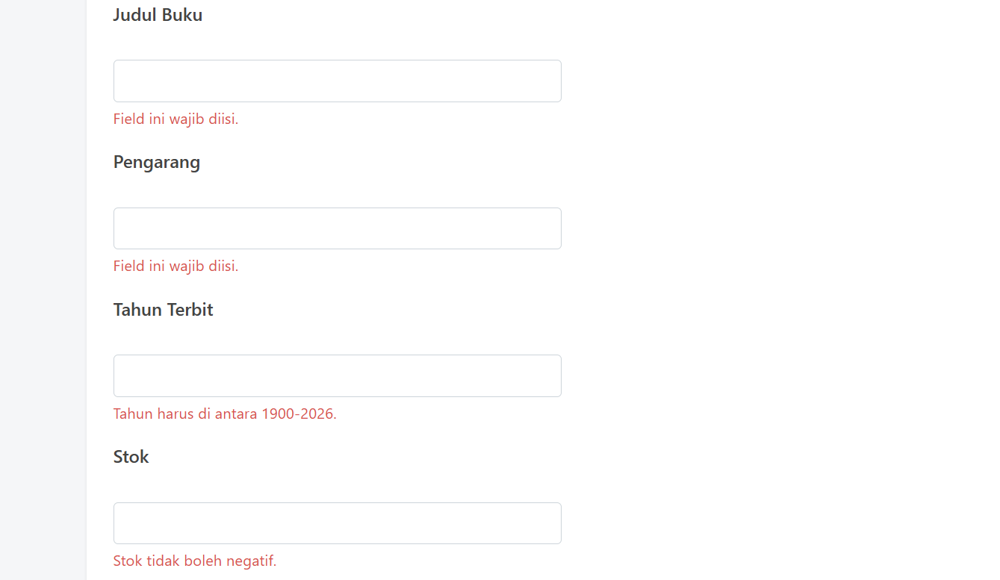 Judul Buku
Field ini wajib diisi.
Pengarang
Field ini wajib diisi.
Tahun Terbit
Tahun harus di antara 1900-2026.
Stok
Stok tidak boleh negatif.